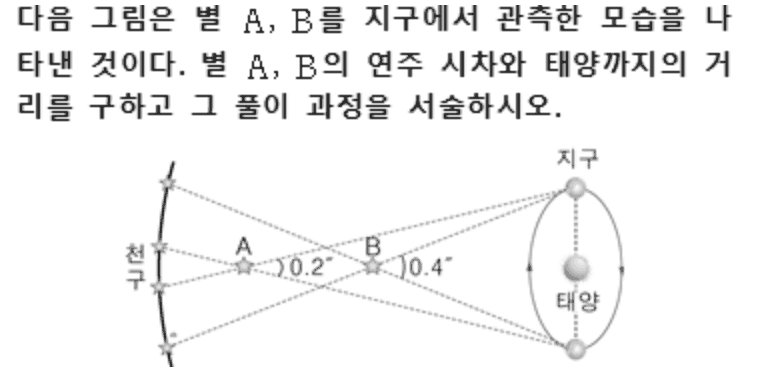 다음 그림은 별 A, B를 지구에서 관측한 모습을 나
타낸 것이다. 별 A, B의 연주 시차와 태양까지의 거
리를 구하고 그 풀이 과정을 서술하시오.
지구
천
구
A
0.2″
B
0.4″
태양